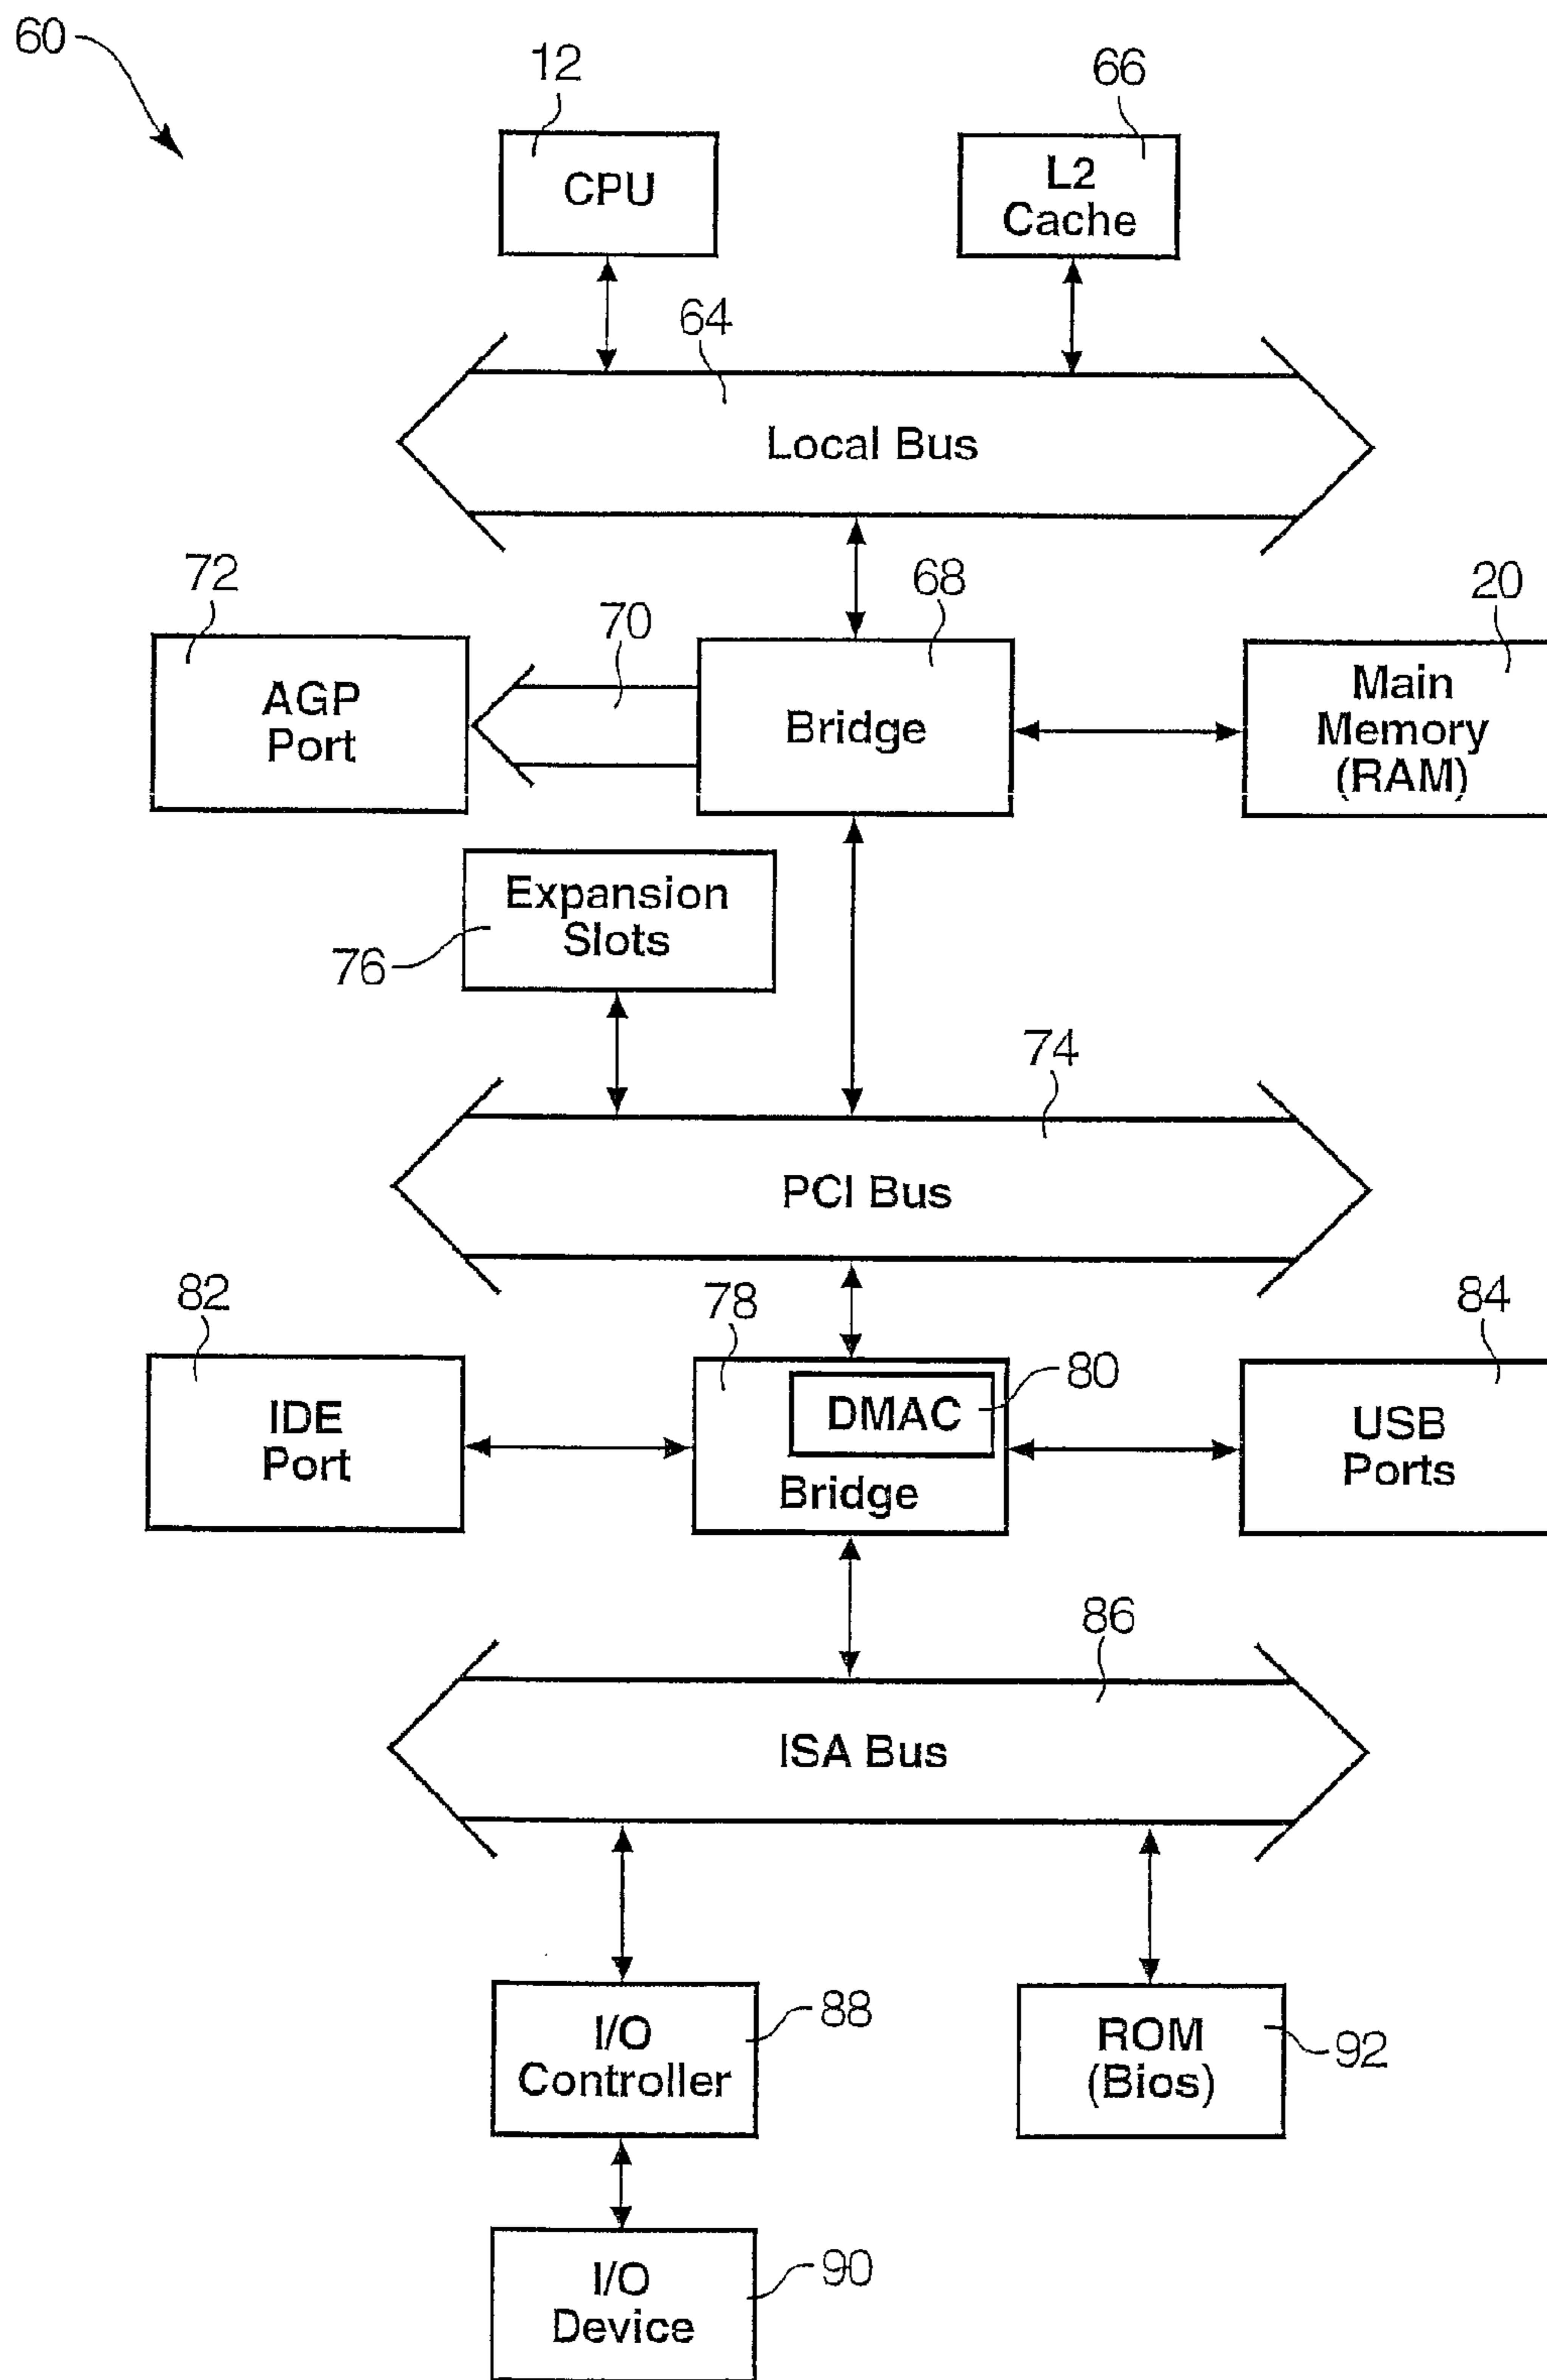 60
12
66
CPU
L2
Cache
64
Local Bus
72
70
68
20
AGP
Port
Bridge
Main
Memory
(RAM)
Expansion
Slots
76
74
PCI Bus
82
78
84
80
IDE
Port
DMAC
Bridge
USB
Ports
86
ISA Bus
I/O
Controller
88
ROM
(Bios)
92
I/O
Device
90